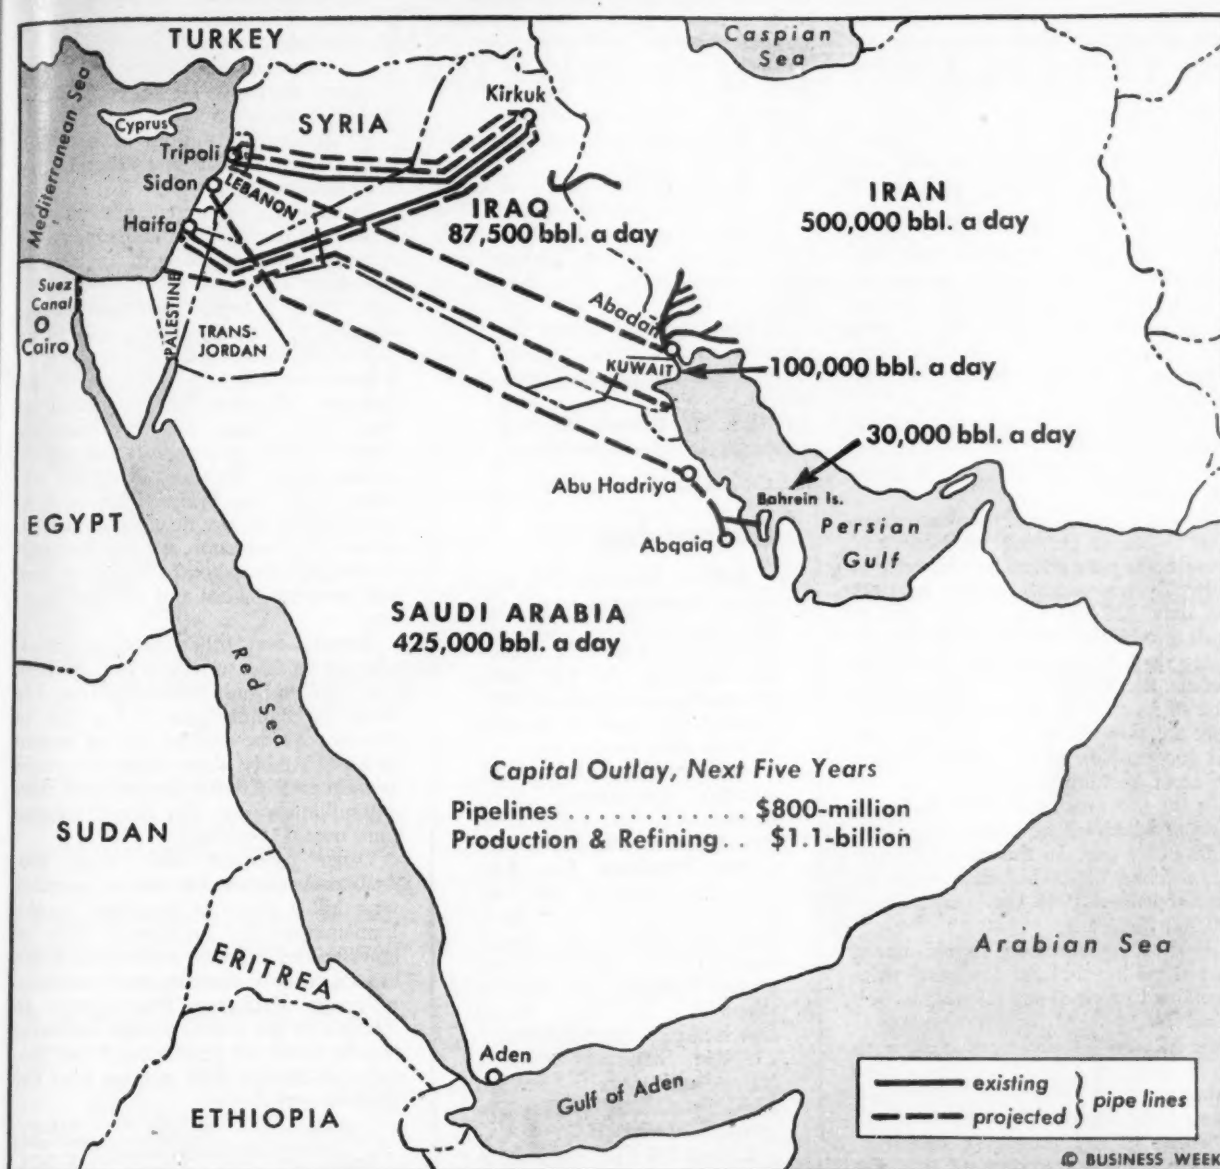 TURKEY
Caspian
Sea
Mediterranean Sea
Cyprus
SYRIA
Kirkuk
Tripoli
Sidon
LEBANON
Haifa
IRAQ
87,500 bbl. a day
IRAN
500,000 bbl. a day
Suez
Canal
Cairo
PALESTINE
TRANS-
JORDAN
Abadan
KUWAIT
100,000 bbl. a day
30,000 bbl. a day
Abu Hadriya
Bahrein Is.
Persian
Gulf
Abqaiq
EGYPT
SAUDI ARABIA
425,000 bbl. a day
Red Sea
Capital Outlay, Next Five Years
Pipelines . . . . . . . . . . . . $800-million
Production & Refining . . $1.1-billion
SUDAN
ERITREA
Arabian Sea
Aden
Gulf of Aden
ETHIOPIA
existing
projected
pipe lines
© BUSINESS WEEK